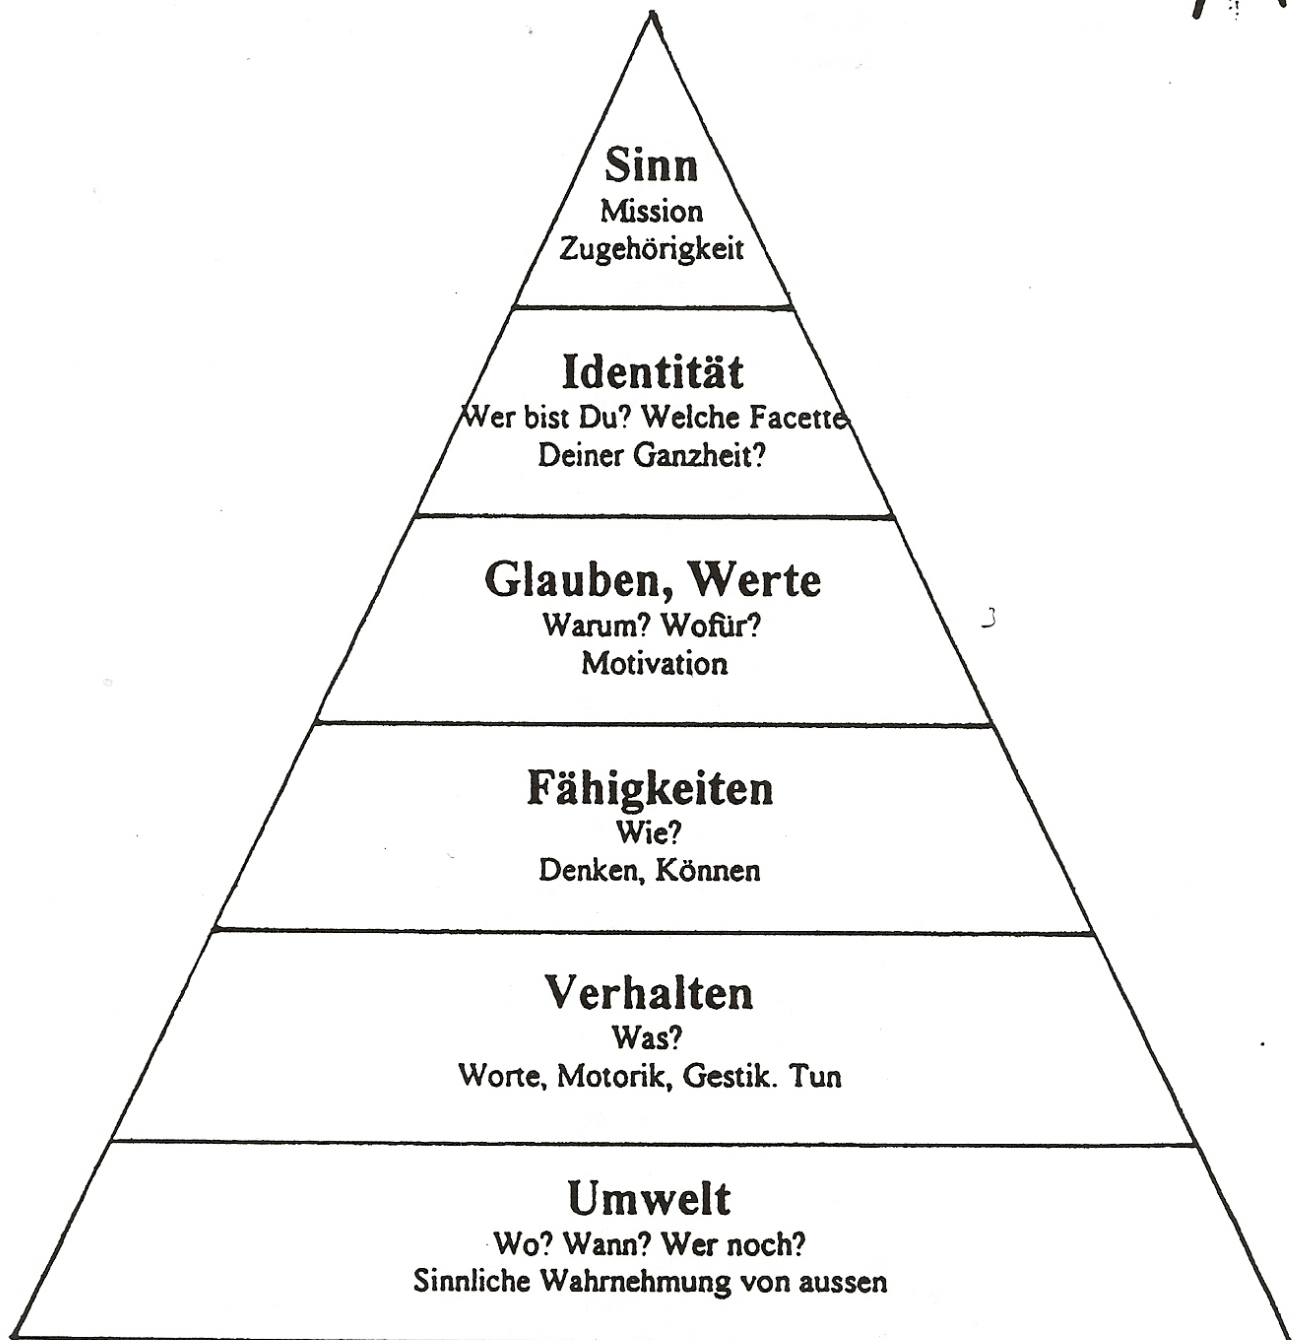 Sinn
Mission
Zugehörigkeit
Identität
Wer bist Du? Welche Facette
Deiner Ganzheit?
Glauben, Werte
Warum? Wofür?
Motivation
Fähigkeiten
Wie?
Denken, Können
Verhalten
Was?
Worte, Motorik, Gestik. Tun
Umwelt
Wo? Wann? Wer noch?
Sinnliche Wahrnehmung von aussen